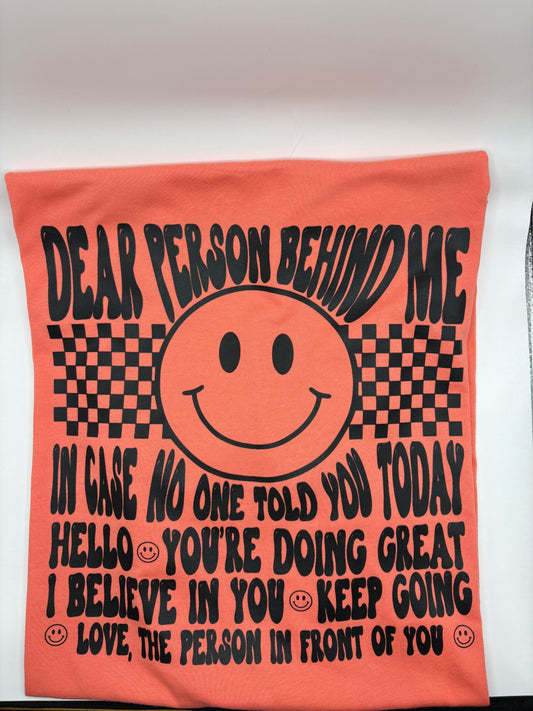 DEAR PERSON BEHIND ME
IN CASE NO ONE TOLD YOU TODAY
HELLO YOU'RE DOING GREAT
I BELIEVE IN YOU KEEP GOING
LOVE, THE PERSON IN FRONT OF YOU